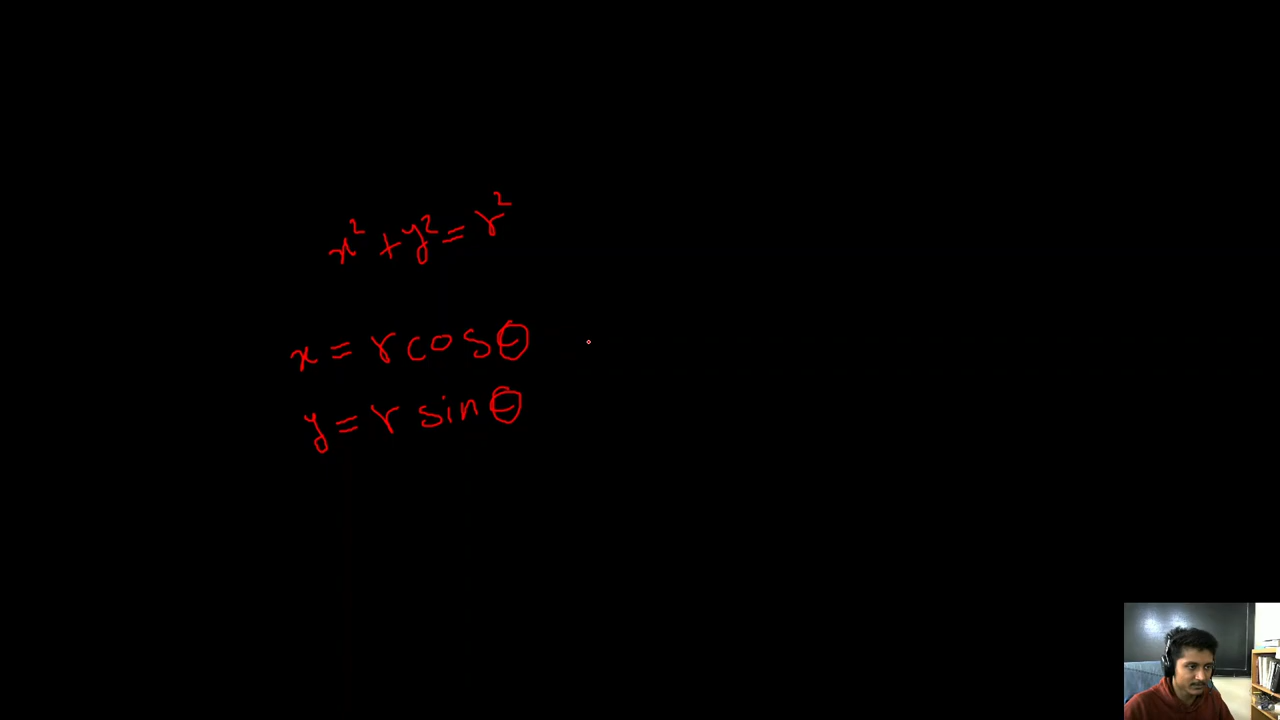 x² + y² = r²
x = r cos θ
y = r sin θ